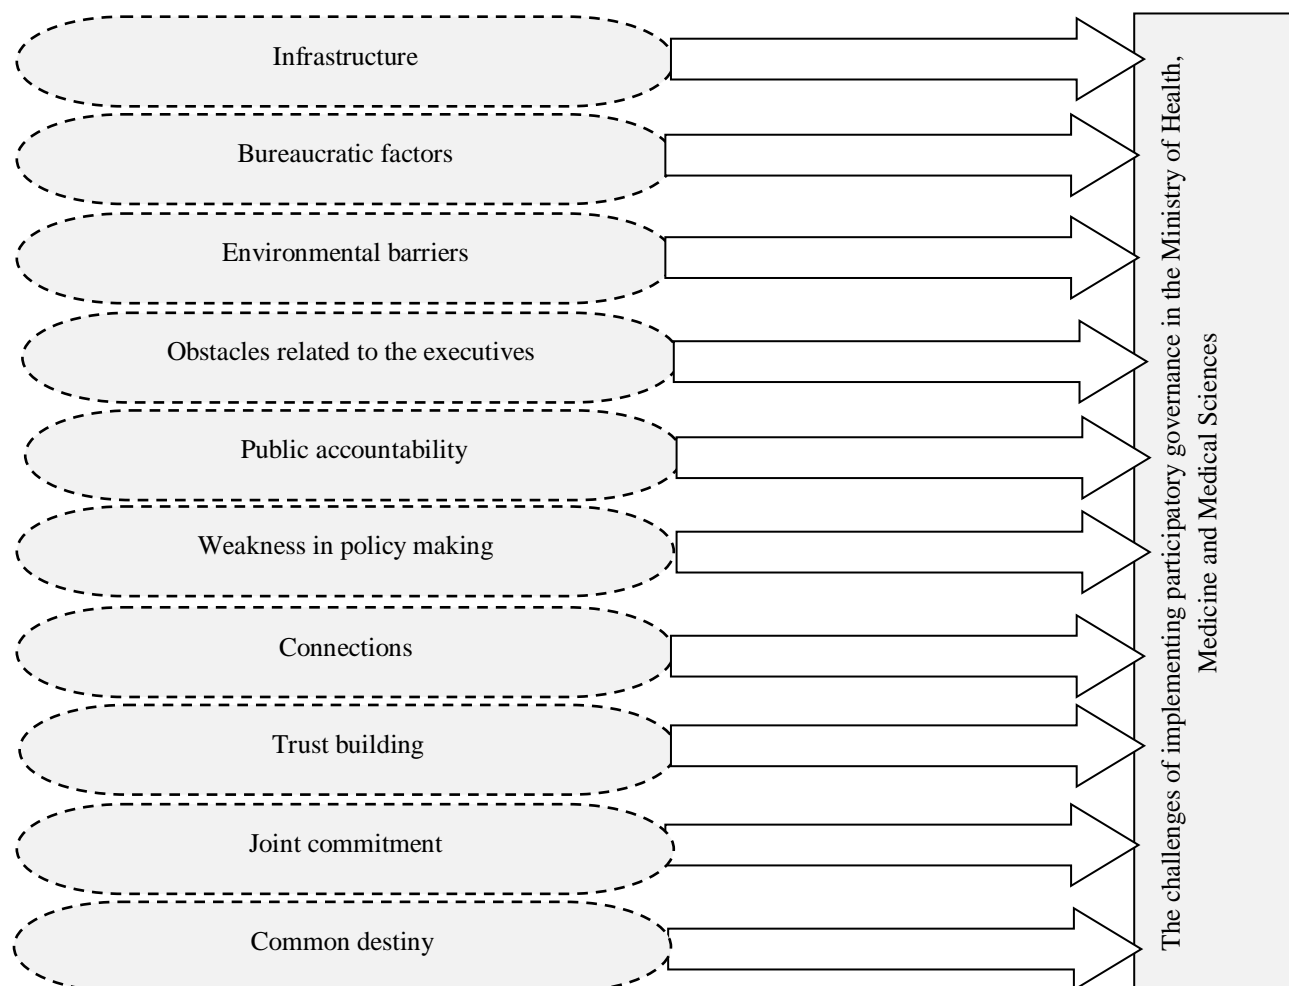 Infrastructure
Bureaucratic factors
Environmental barriers
Obstacles related to the executives
Public accountability
Weakness in policy making
Connections
Trust building
Joint commitment
Common destiny
The challenges of implementing participatory governance in the Ministry of Health,
Medicine and Medical Sciences